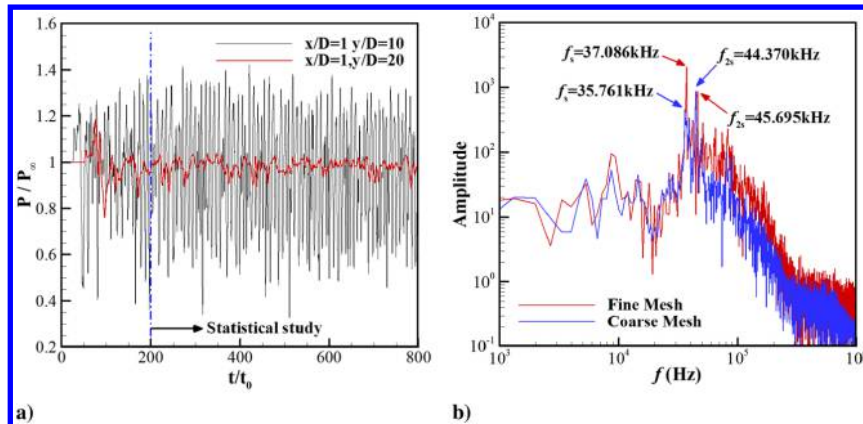 1.6
1.4
1.2
1
0.8
0.6
0.4
0.2
P / P∞
x/D=1 y/D=10
x/D=1,y/D=20
Statistical study
0
200
400
600
800
t/t₀
a)
10⁴
10³
10²
10¹
10⁰
10⁻¹
Amplitude
fₛ=37.086kHz
f₂ₛ=44.370kHz
fₛ=35.761kHz
f₂ₛ=45.695kHz
Fine Mesh
Coarse Mesh
10³
10⁴
10⁵
10
f (Hz)
b)